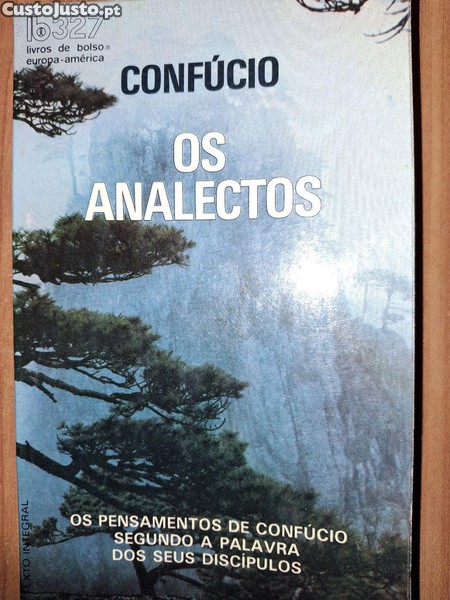 CustoJusto.pt
327
livros de bolso
europa-américa
CONFÚCIO
OS
ANALECTOS
OS PENSAMENTOS DE CONFÚCIO
SEGUNDO A PALAVRA
DOS SEUS DISCÍPULOS
EXTO INTEGRAL